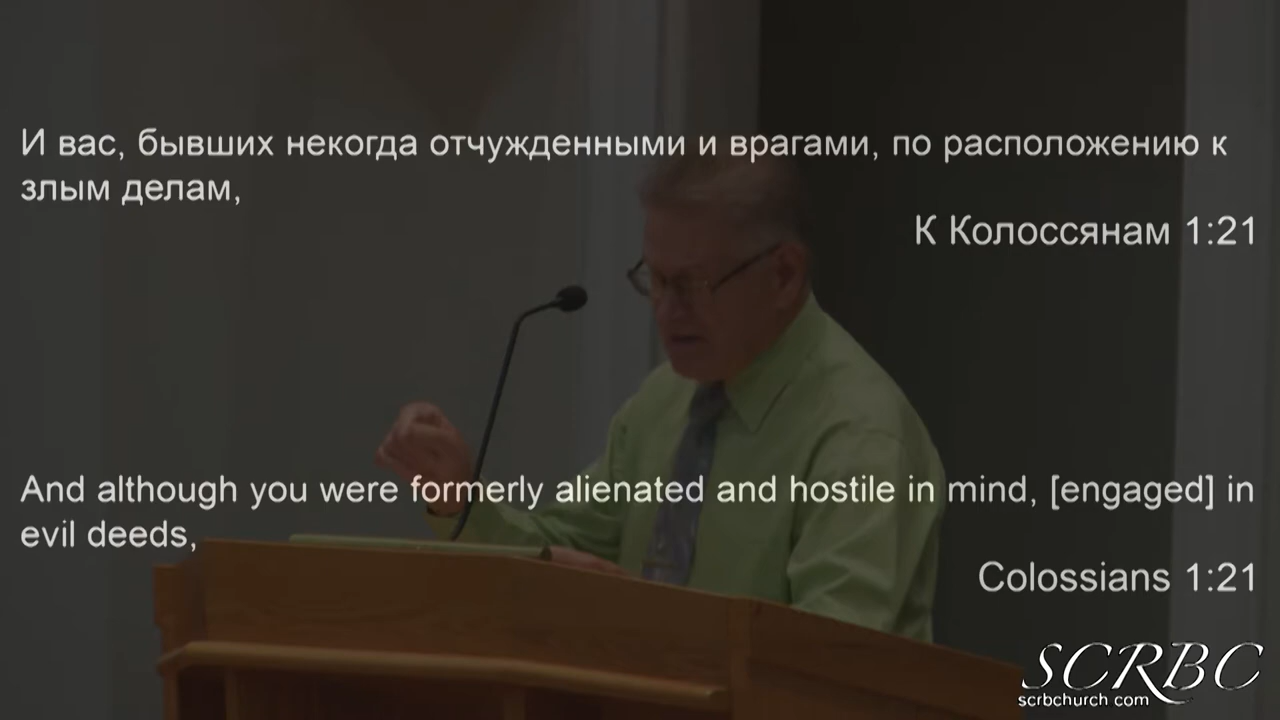 И вас, бывших некогда отчужденными и врагами, по расположению к
злым делам,
К Колоссянам 1:21
And although you were formerly alienated and hostile in mind, [engaged] in
evil deeds,
Colossians 1:21
SCRBC
scrbchurch com